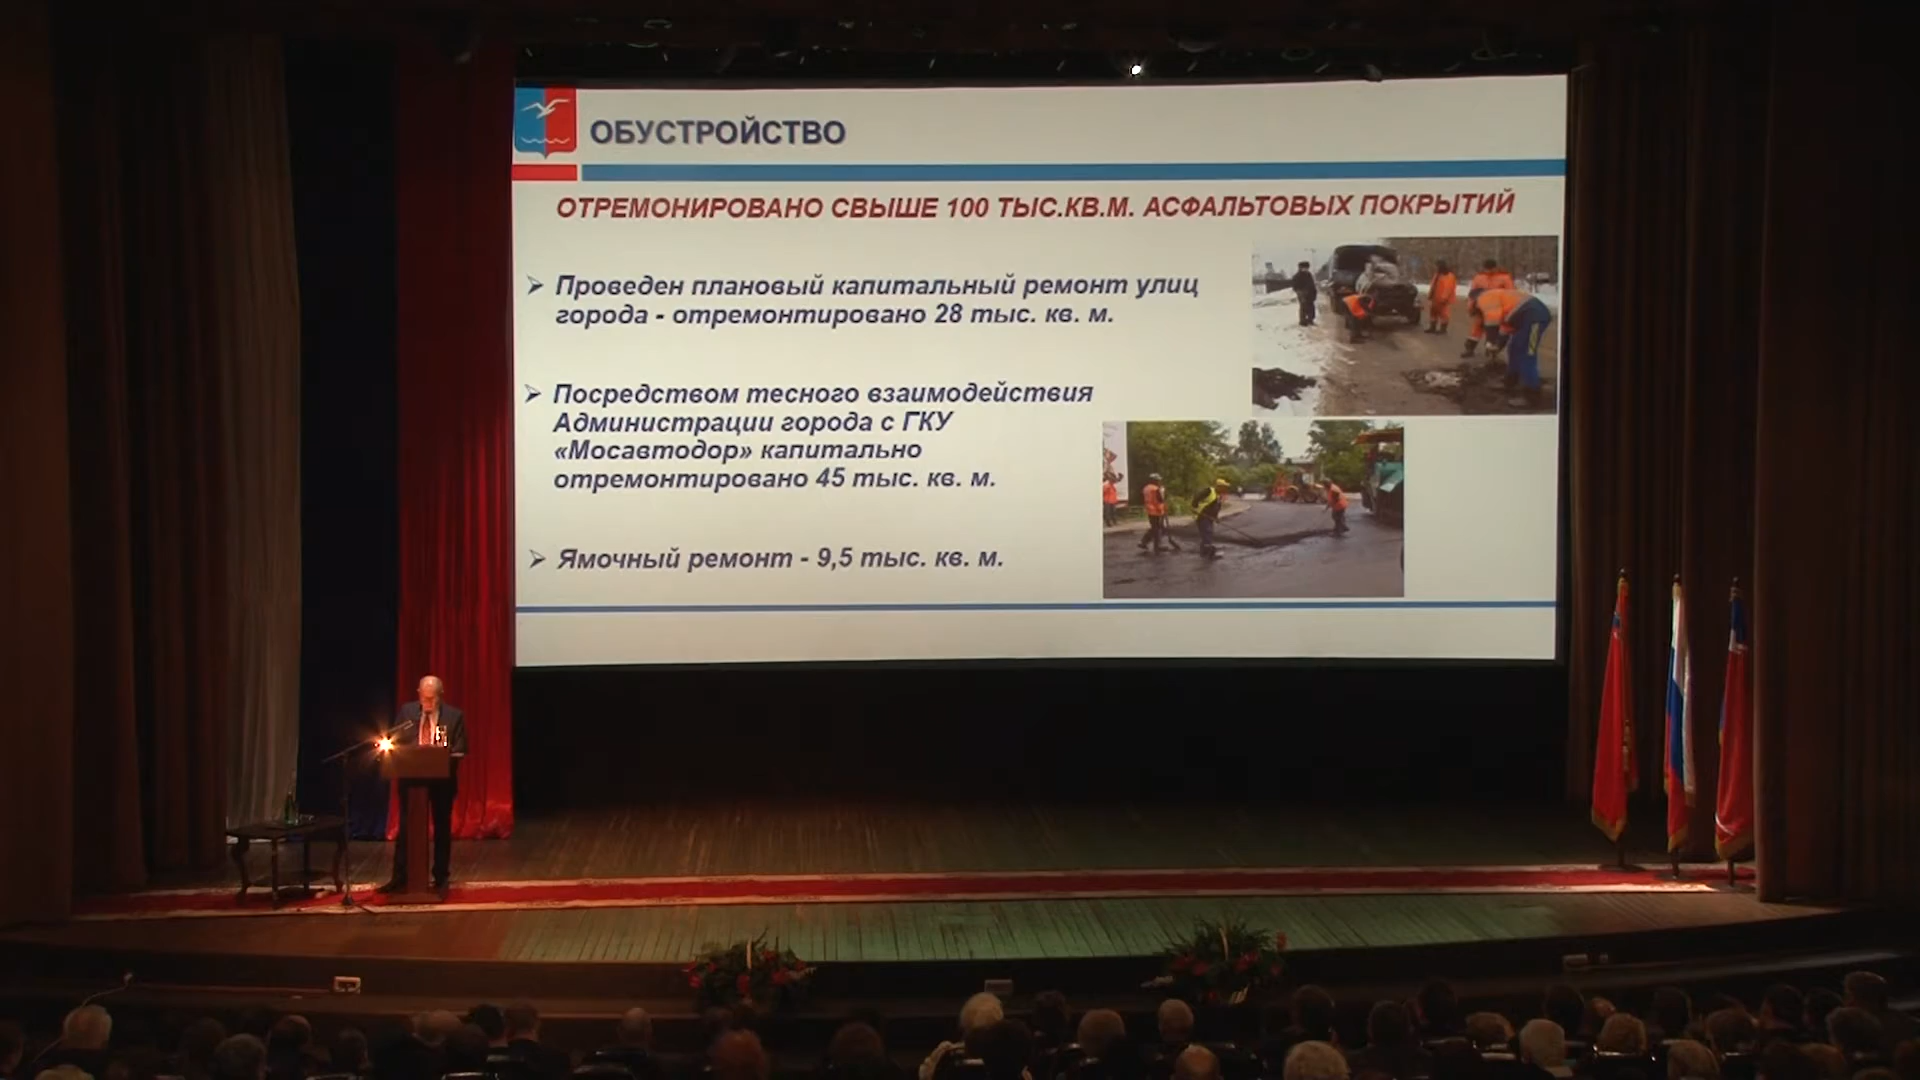 ОБУСТРОЙСТВО
ОТРЕМОНИРОВАНО СВЫШЕ 100 ТЫС.КВ.М. АСФАЛЬТОВЫХ ПОКРЫТИЙ
Проведен плановый капитальный ремонт улиц
города - отремонтировано 28 тыс. кв. м.
Посредством тесного взаимодействия
Администрации города с ГКУ
«Мосавтодор» капитально
отремонтировано 45 тыс. кв. м.
Ямочный ремонт - 9,5 тыс. кв. м.